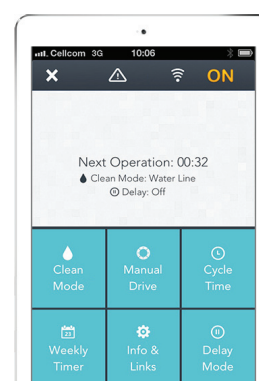 Cellcom 3G 10:06
ON
Next Operation: 00:32
Clean Mode: Water Line
Delay: Off
Clean Mode
Manual Drive
Cycle Time
23
Weekly Timer
Info & Links
Delay Mode